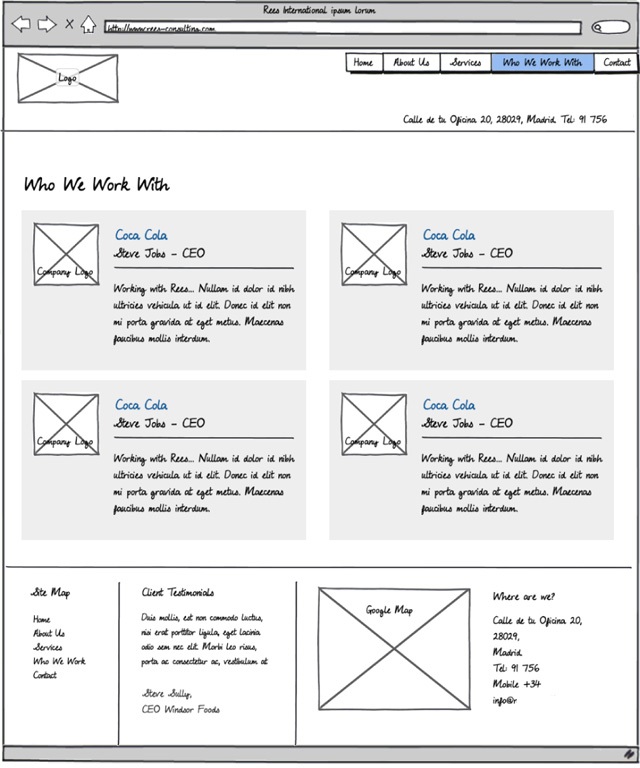 Rees International ipsum lorum
http://www.rees-consulting.com
Logo
Home About Us Services Who We Work With Contact
Calle de tu Oficina 20, 28029, Madrid Tel: 91 756
Who We Work With
Company Logo
Coca Cola
Steve Jobs - CEO
Working with Rees... Nullam id dolor id nibh
ultricies vehicula ut id elit. Donec id elit non
mi porta gravida at eget metus. Maecenas
faucibus mollis interdum.
Company Logo
Coca Cola
Steve Jobs - CEO
Working with Rees... Nullam id dolor id nibh
ultricies vehicula ut id elit. Donec id elit non
mi porta gravida at eget metus. Maecenas
faucibus mollis interdum.
Company Logo
Coca Cola
Steve Jobs - CEO
Working with Rees... Nullam id dolor id nibh
ultricies vehicula ut id elit. Donec id elit non
mi porta gravida at eget metus. Maecenas
faucibus mollis interdum.
Company Logo
Coca Cola
Steve Jobs - CEO
Working with Rees... Nullam id dolor id nibh
ultricies vehicula ut id elit. Donec id elit non
mi porta gravida at eget metus. Maecenas
faucibus mollis interdum.
Site Map
Home
About Us
Services
Who We Work
Contact
Client Testimonials
Duis mollis, est non commodo luctus,
nisi erat porttitor ligula, eget lacinia
odio sem nec elit. Morbi leo risus,
porta ac consectetur ac, vestibulum at
Steve Sully,
CEO Windsor Foods
Google Map
Where are we?
Calle de tu Oficina 20,
28029,
Madrid
Tel: 91 756
Mobile +34
info@r